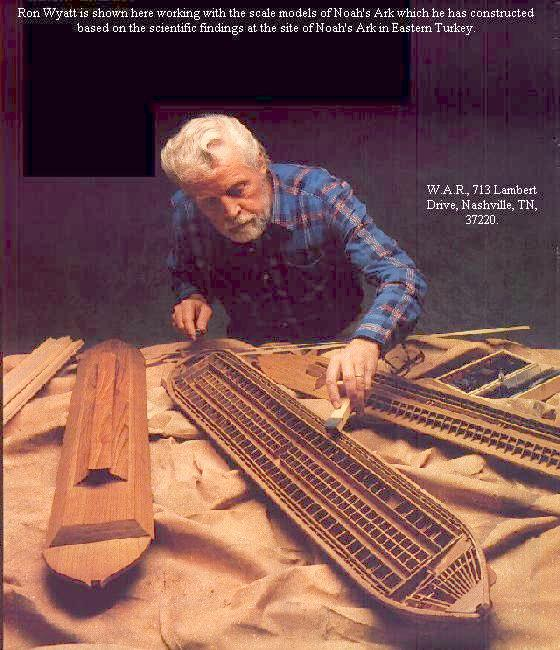 Ron Wyatt is shown here working with the scale models of Noah's Ark which he has constructed
based on the scientific findings at the site of Noah's Ark in Eastern Turkey.
W.A.R., 713 Lambert
Drive, Nashville, TN,
37220.